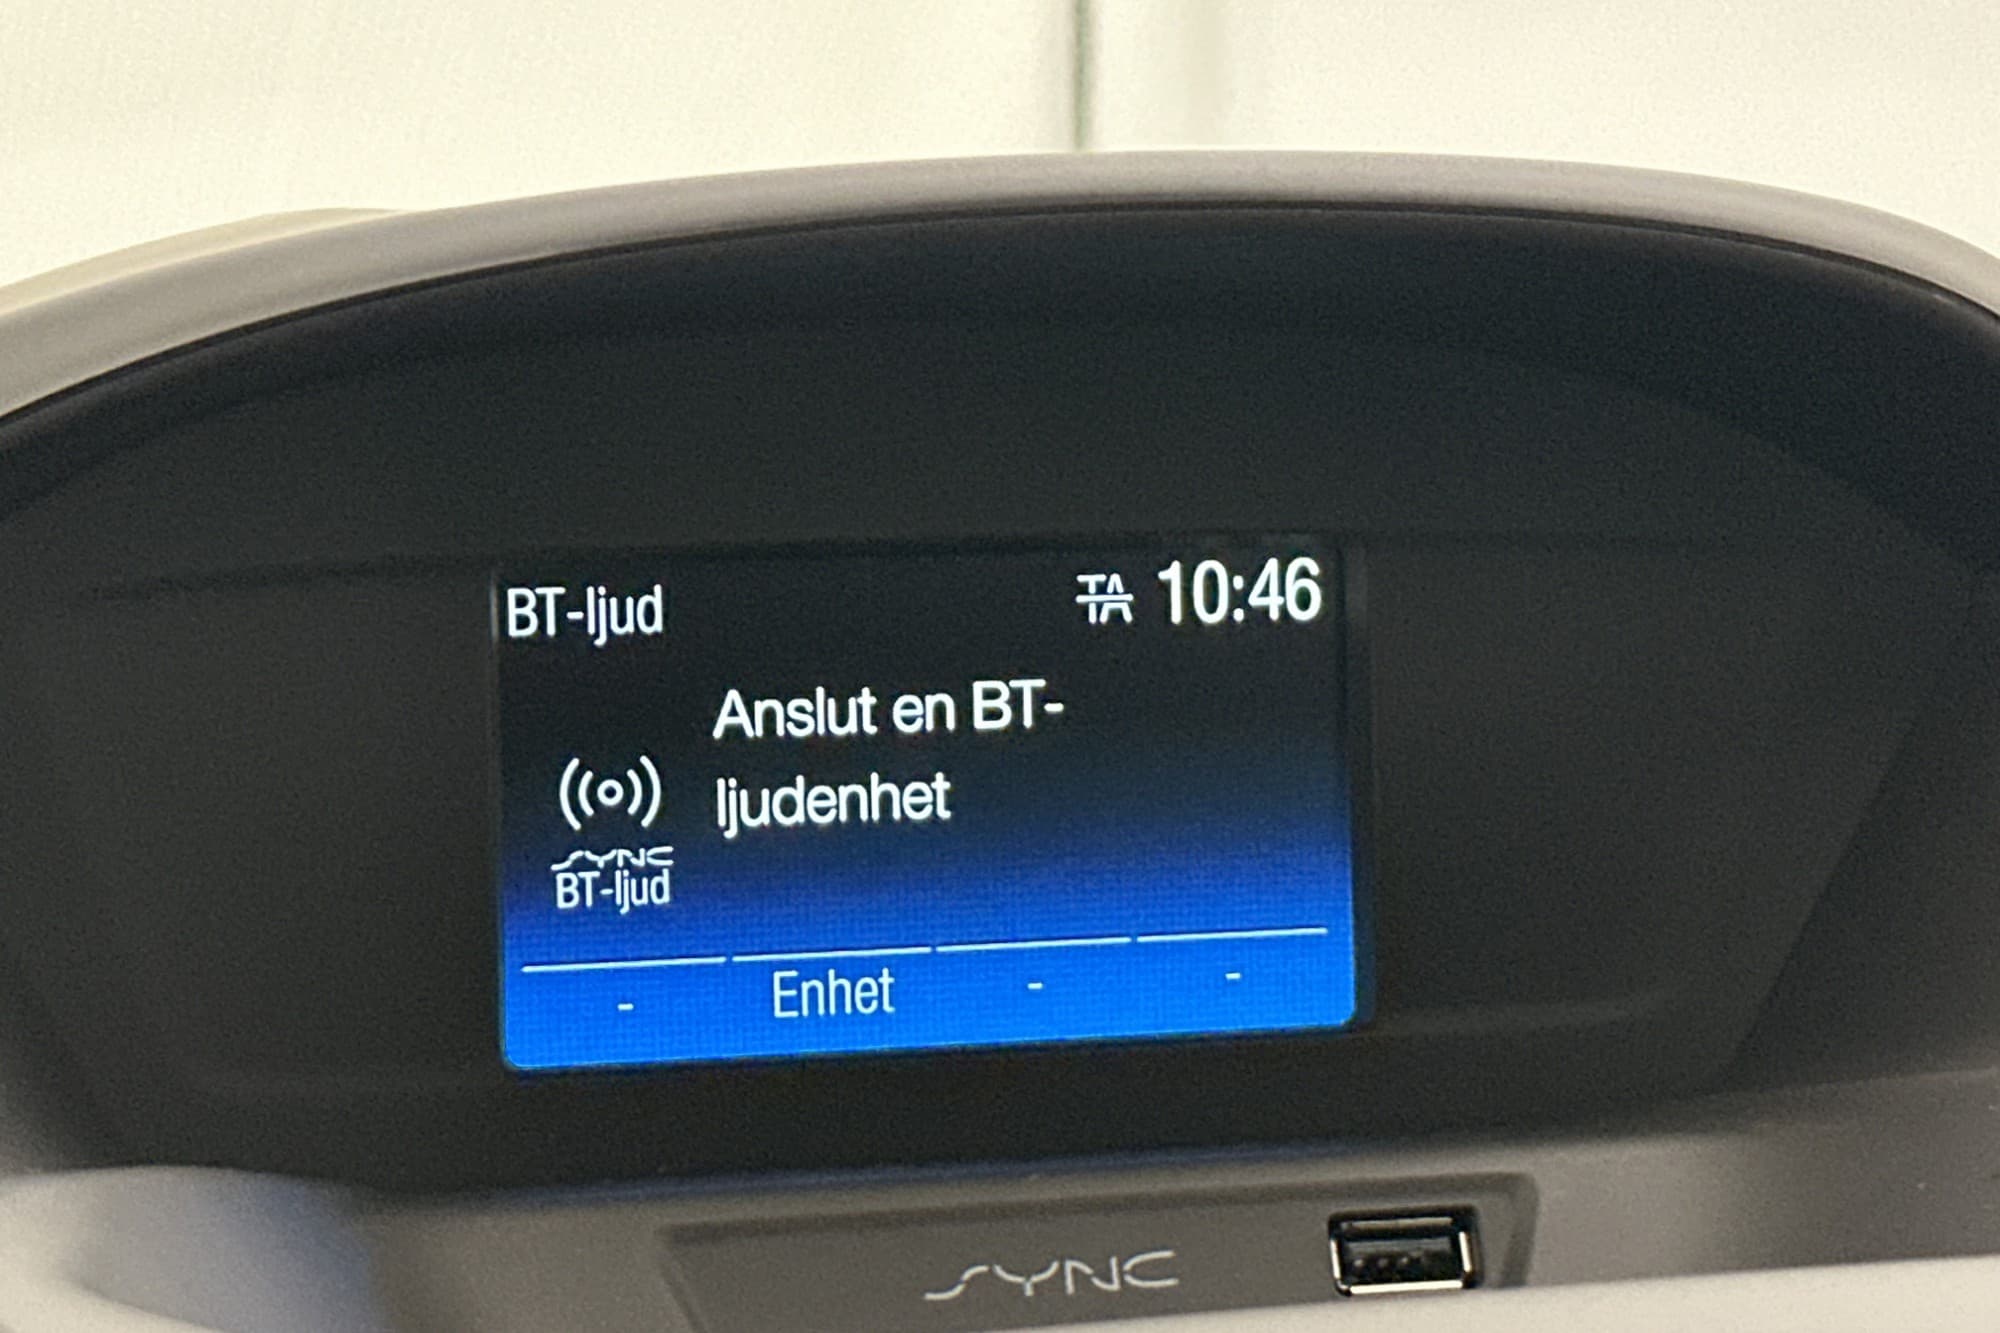 BT-ljud TA 10:46
Anslut en BT-
ljudenhet
SYNC
BT-ljud
- Enhet - -
SYNC